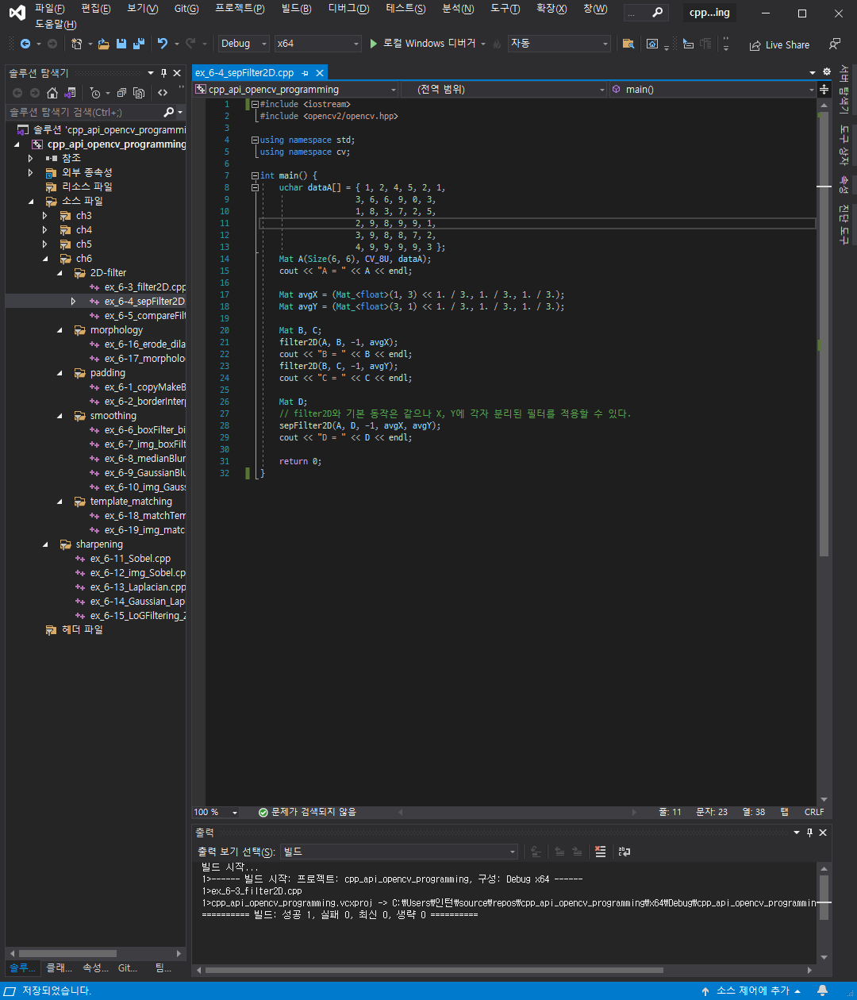 파일(F) 편집(E) 보기(V) Git(G) 프로젝트(P) 빌드(B) 디버그(D) 테스트(S) 분석(N) 도구(T) 확장(X) 창(W)
도움말(H)
... cpp...ing
Debug x64 로컬 Windows 디버거 자동 Live Share
솔루션 탐색기
솔루션 탐색기 검색(Ctrl+;)
솔루션 'cpp_api_opencv_programmi
cpp_api_opencv_programming
참조
외부 종속성
리소스 파일
소스 파일
ch3
ch4
ch5
ch6
2D-filter
ex_6-3_filter2D.cpp
ex_6-4_sepFilter2D
ex_6-5_compareFilt
morphology
ex_6-16_erode_dila
ex_6-17_morpholo
padding
ex_6-1_copyMakeB
ex_6-2_borderInterp
smoothing
ex_6-6_boxFilter_bi
ex_6-7_img_boxFilt
ex_6-8_medianBlur
ex_6-9_GaussianBlu
ex_6-10_img_Gauss
template_matching
ex_6-18_matchTem
ex_6-19_img_matc
sharpening
ex_6-11_Sobel.cpp
ex_6-12_img_Sobel.cp
ex_6-13_Laplacian.cpp
ex_6-14_Gaussian_Lap
ex_6-15_LoGFiltering_Z
헤더 파일
솔루... 클래... 속성... Git... 팀...
ex_6-4_sepFilter2D.cpp
cpp_api_opencv_programming (전역 범위) main()
1 #include <iostream>
2 #include <opencv2/opencv.hpp>
3
4 using namespace std;
5 using namespace cv;
6
7 int main() {
8 uchar dataA[] = { 1, 2, 4, 5, 2, 1,
9 3, 6, 6, 9, 0, 3,
10 1, 8, 3, 7, 2, 5,
11 2, 9, 8, 9, 9, 1,
12 3, 9, 8, 8, 7, 2,
13 4, 9, 9, 9, 9, 3 };
14 Mat A(Size(6, 6), CV_8U, dataA);
15 cout << "A = " << A << endl;
16
17 Mat avgX = (Mat_<float>(1, 3) << 1. / 3., 1. / 3., 1. / 3.);
18 Mat avgY = (Mat_<float>(3, 1) << 1. / 3., 1. / 3., 1. / 3.);
19
20 Mat B, C;
21 filter2D(A, B, -1, avgX);
22 cout << "B = " << B << endl;
23 filter2D(B, C, -1, avgY);
24 cout << "C = " << C << endl;
25
26 Mat D;
27 // filter2D와 기본 동작은 같으나 X, Y에 각자 분리된 필터를 적용할 수 있다.
28 sepFilter2D(A, D, -1, avgX, avgY);
29 cout << "D = " << D << endl;
30
31 return 0;
32 }
서버 탐색기
도구 상자
속성
진단 도구
100 % 문제가 검색되지 않음 줄: 11 문자: 23 열: 38 탭 CRLF
출력
출력 보기 선택(S): 빌드
빌드 시작...
1>------ 빌드 시작: 프로젝트: cpp_api_opencv_programming, 구성: Debug x64 ------
1>ex_6-3_filter2D.cpp
1>cpp_api_opencv_programming.vcxproj -> C:₩Users₩인턴₩source₩repos₩cpp_api_opencv_programming₩x64₩Debug₩cpp_api_opencv_programmin
========== 빌드: 성공 1, 실패 0, 최신 0, 생략 0 ==========
저장되었습니다. 소스 제어에 추가